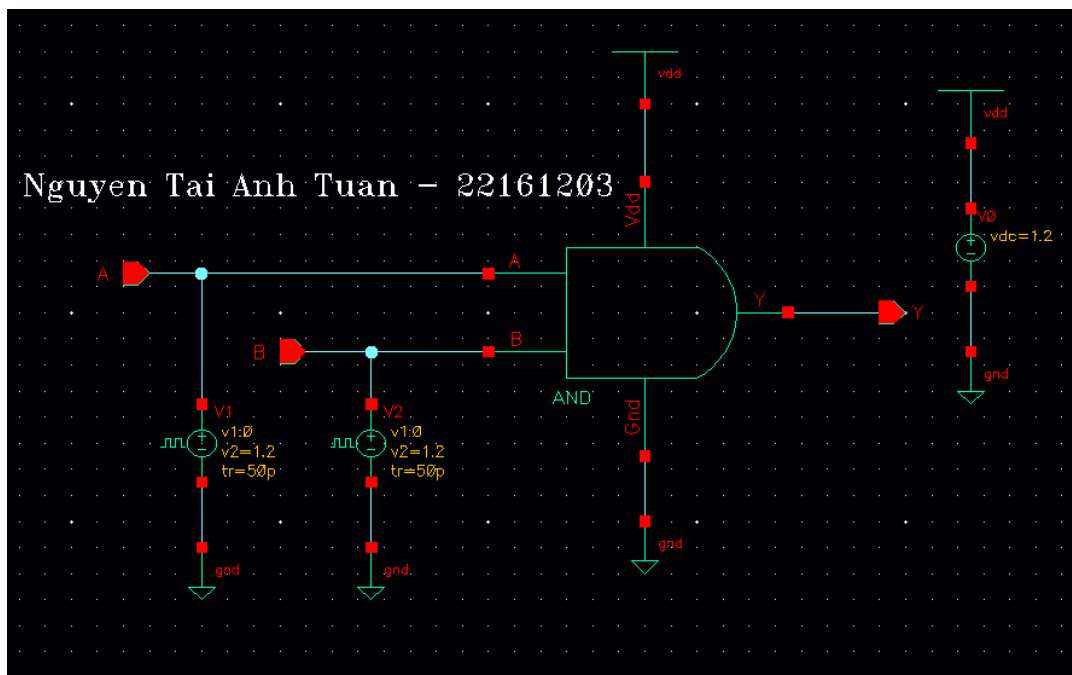 vdd
vdd
Nguyen Tai Anh Tuan - 22161203
Vdd
V0
vdc=1.2
A
A
Y
Y
B
B
AND
Gnd
gnd
V1
v1:0
v2=1.2
tr=50p
V2
v1:0
v2=1.2
tr=50p
gnd
gnd
gnd